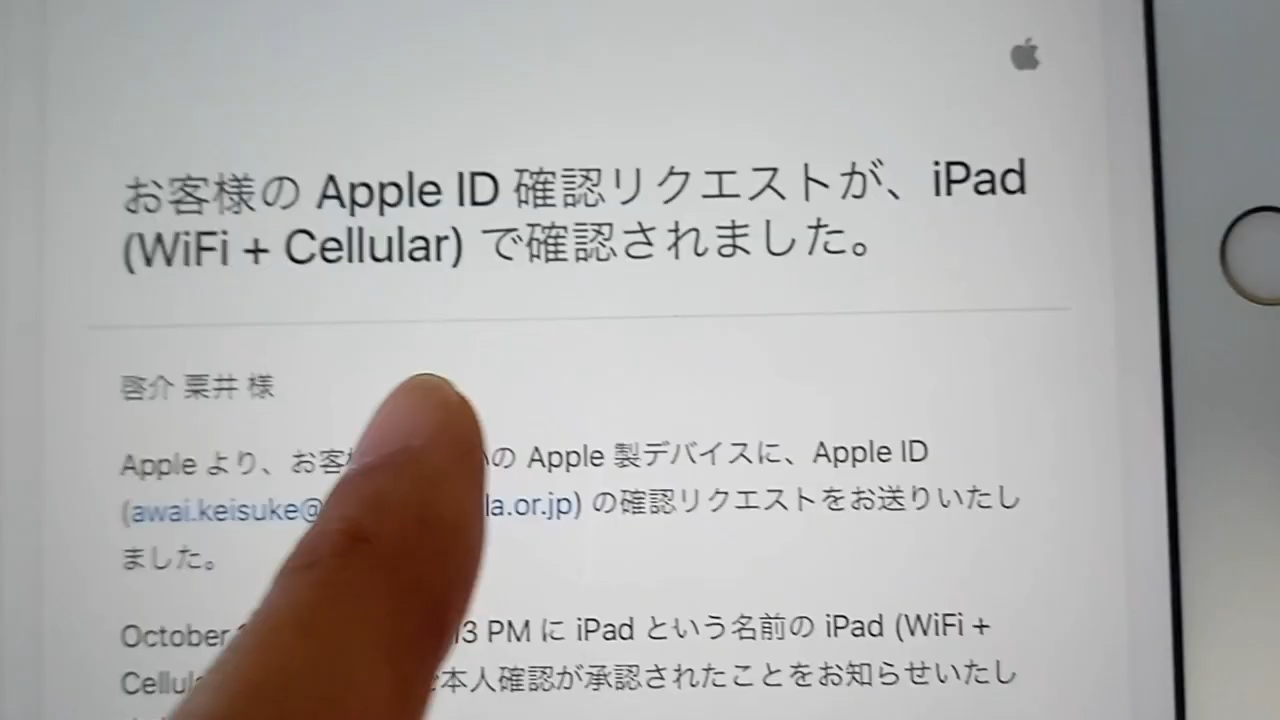 お客様の Apple ID 確認リクエストが、iPad
(WiFi + Cellular) で確認されました。
啓介 粟井 様
Apple より、お客 の Apple 製デバイスに、Apple ID
(awai.keisuke@ la.or.jp) の確認リクエストをお送りいたし
ました。
October 13 PM に iPad という名前の iPad (WiFi +
本人確認が承認されたことをお知らせいたし